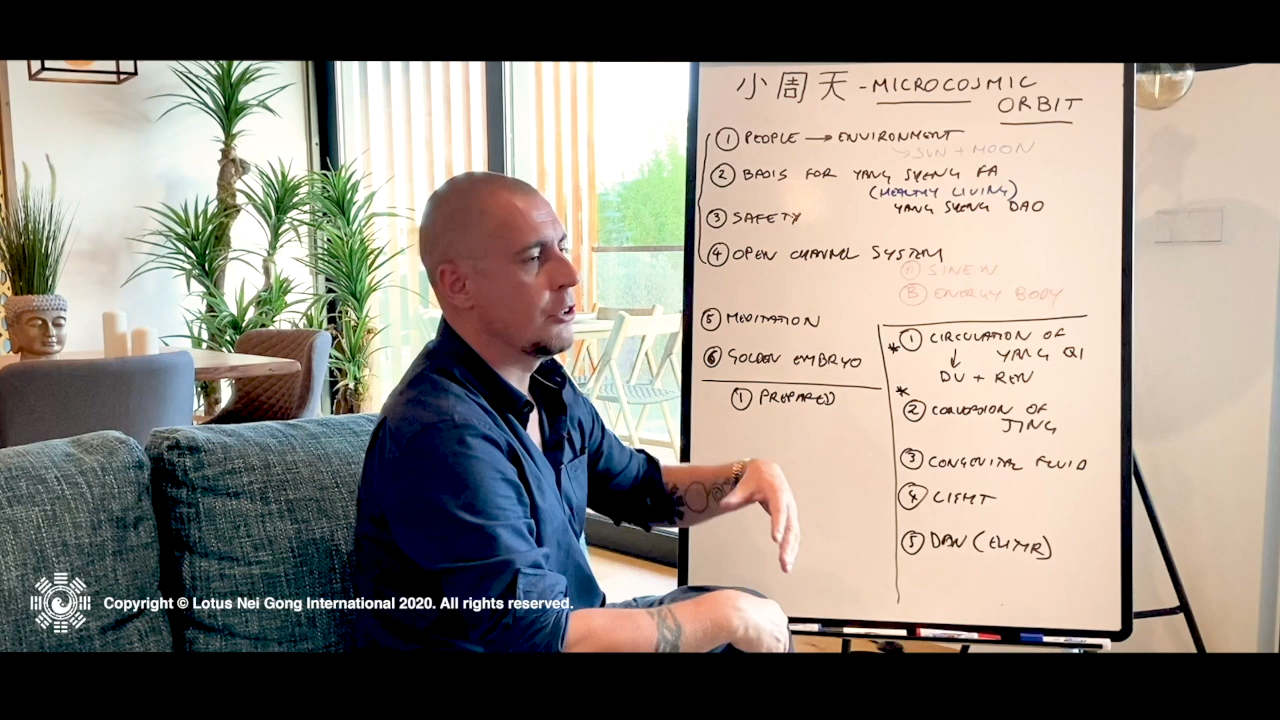 小周天 - MICROCOSMIC
ORBIT
① PEOPLE → ENVIRONMENT
↘ SUN + MOON
② BASIS FOR YANG SHENG FA
(HEALTHY LIVING)
YANG SHENG DAO
③ SAFETY
④ OPEN CHANNEL SYSTEM
Ⓐ SINEW
Ⓑ ENERGY BODY
⑤ MEDITATION
⑥ GOLDEN EMBRYO
① PREPARED
* ① CIRCULATION OF
YANG QI
↓
DU + REN
* ② CONVERSION OF
JING
③ CONGENITAL FLUID
④ LIGHT
⑤ DAN (ELIXIR)
Copyright © Lotus Nei Gong International 2020. All rights reserved.